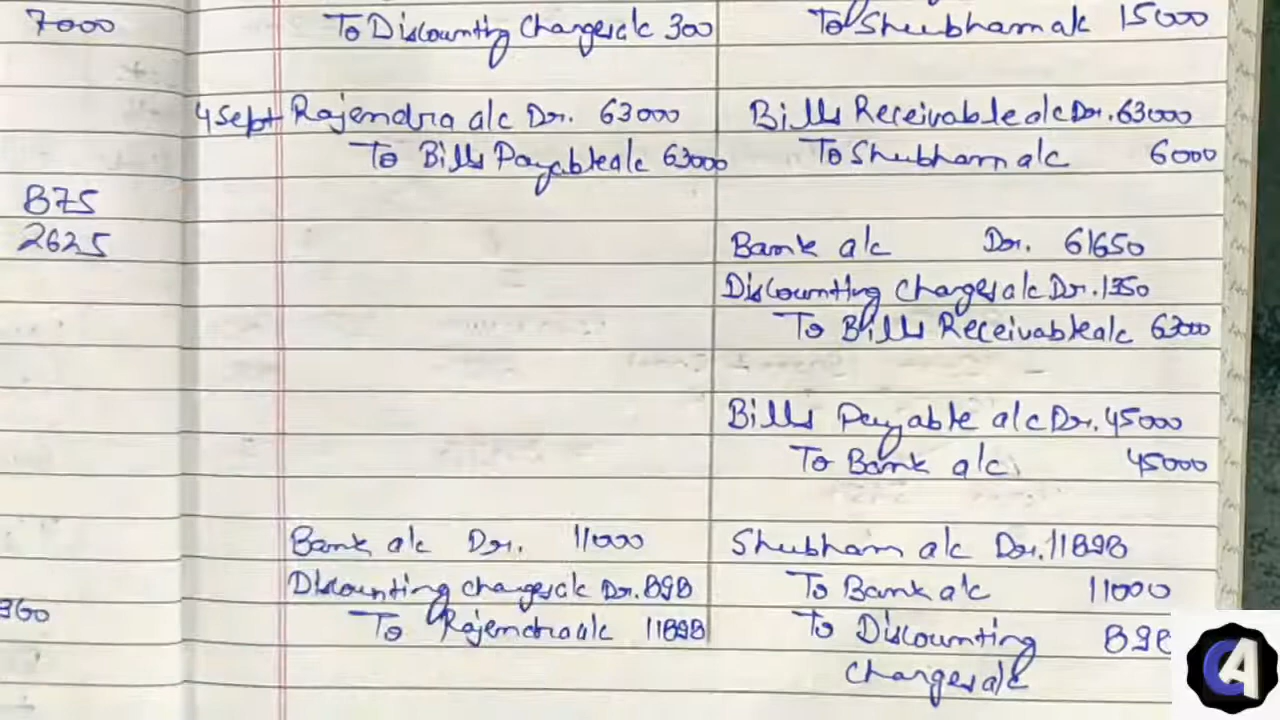 7000
To Discounting Charges a/c 300
To Shubham a/c 15000
4 Sept Rajendra a/c Dr. 63000
Bills Receivable a/c Dr. 63000
To Bills Payable a/c 63000
To Shubham a/c 6000
875
2625
Bank a/c Dr. 61650
Discounting Charges a/c Dr. 1350
To Bills Receivable a/c 63000
Bills Payable a/c Dr. 45000
To Bank a/c 45000
Bank a/c Dr. 11000
Shubham a/c Dr. 11898
Discounting Charges a/c Dr. 898
To Bank a/c 11000
360
To Rajendra a/c 11898
To Discounting 898
Charges a/c
CA